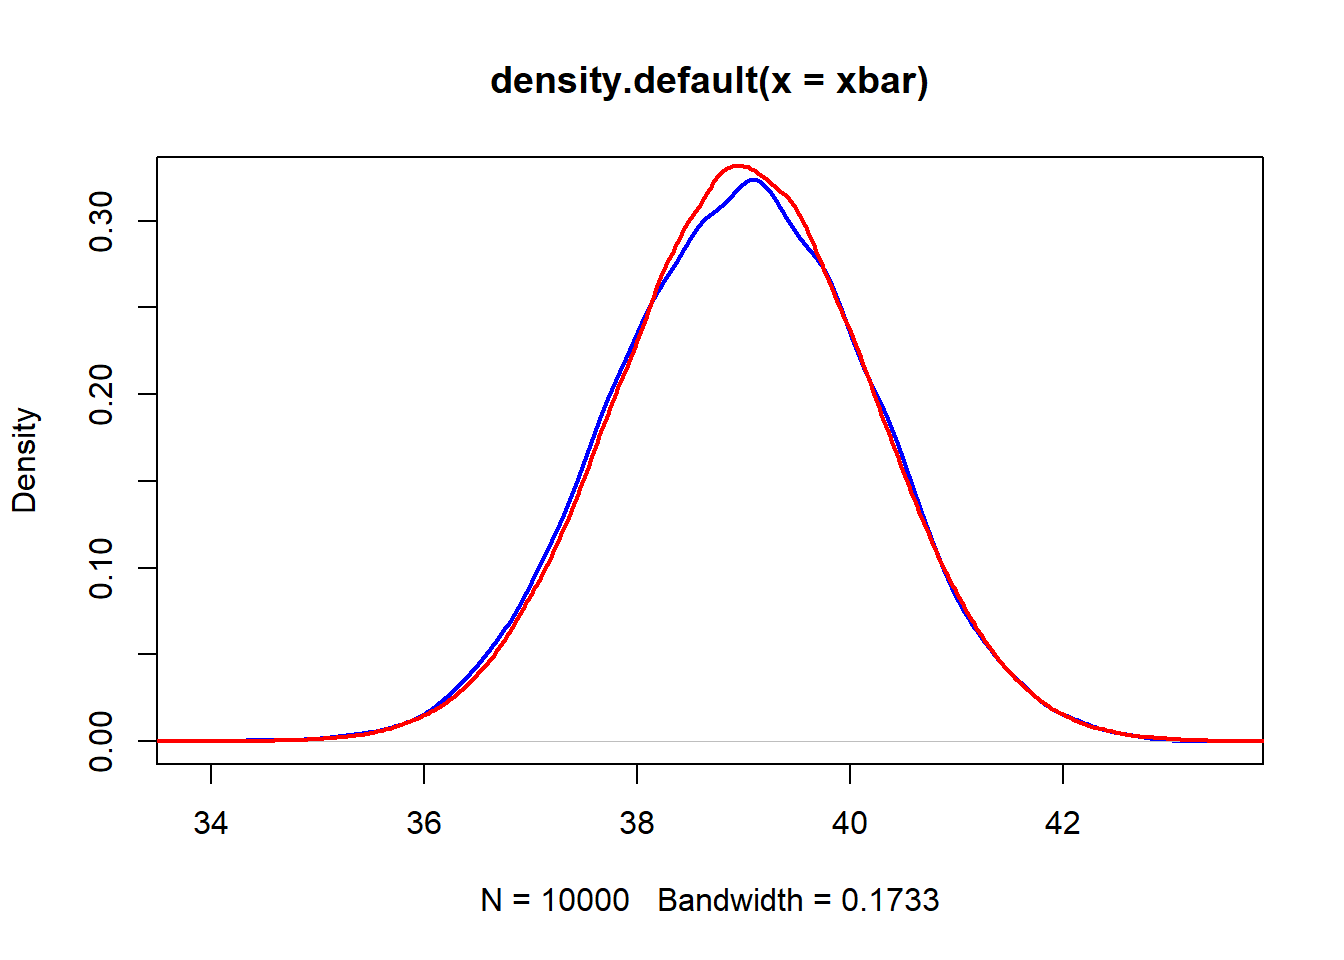 density.default(x = xbar)
Density
0.30
0.20
0.10
0.00
34 36 38 40 42
N = 10000 Bandwidth = 0.1733